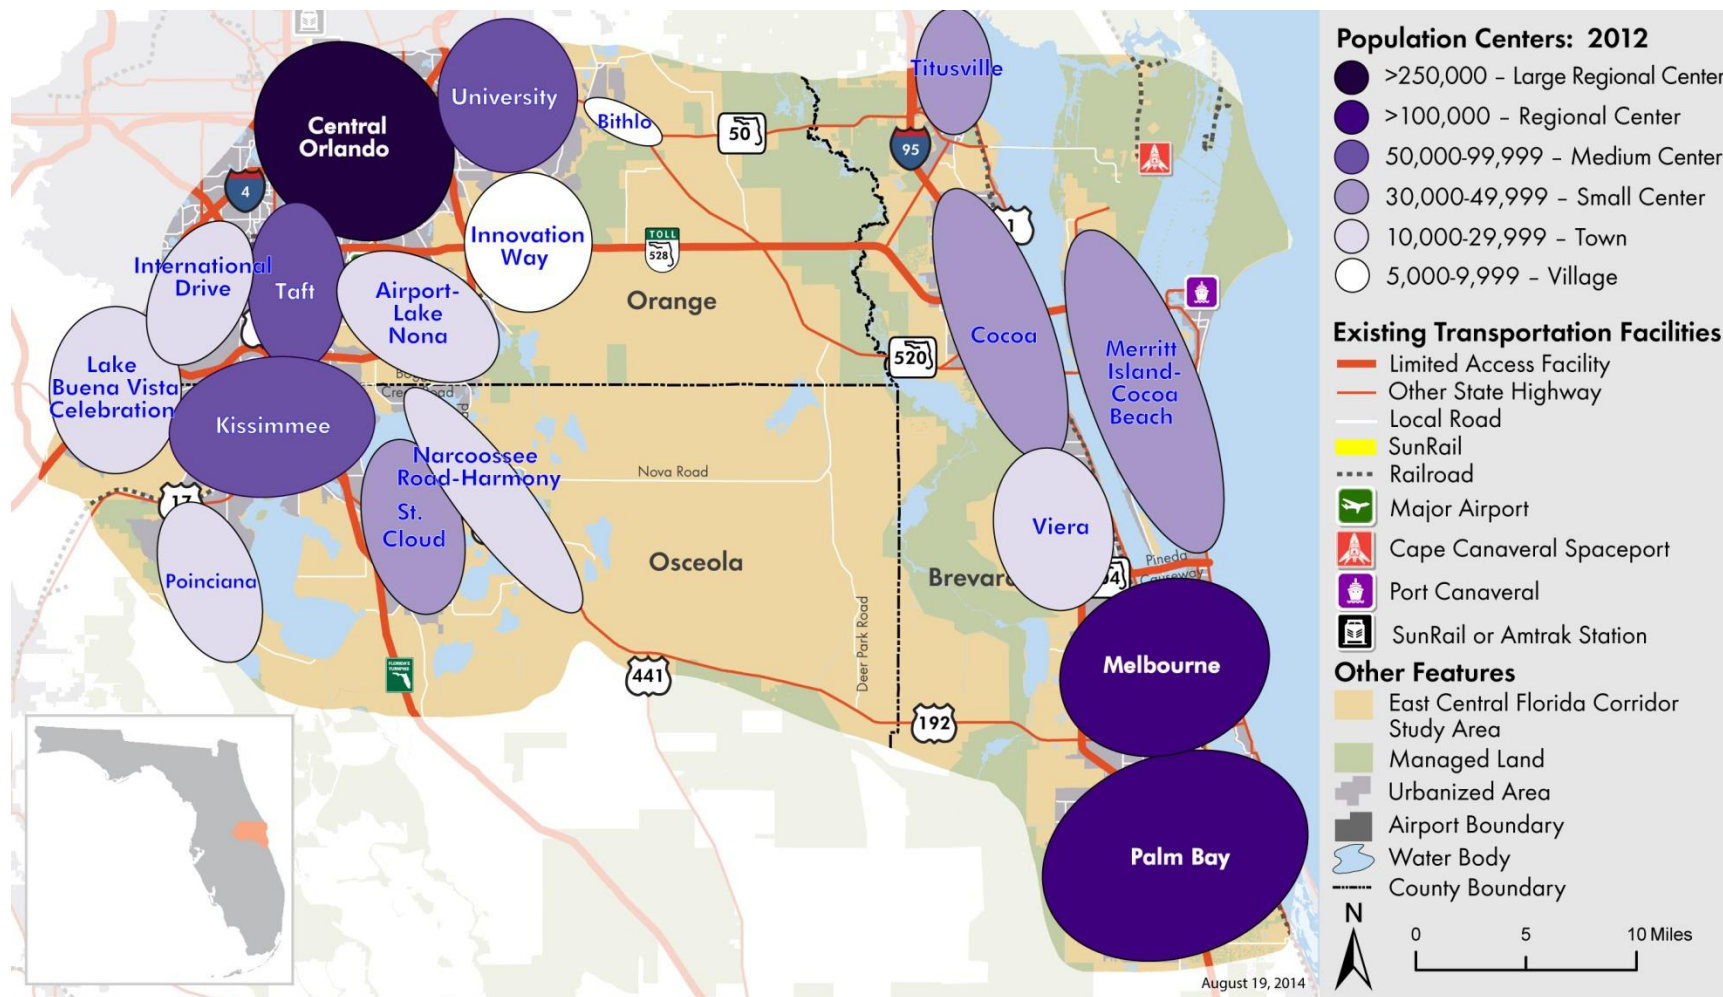 Central
Orlando
University
Bithlo
50
Titusville
95
4
1
Innovation
Way
TOLL
528
International
Drive
Taft
Airport-
Lake
Nona
Orange
Cocoa
520
Merritt
Island-
Cocoa
Beach
Lake
Buena Vista
Celebration
Kissimmee
Narcoossee
Road-Harmony
Nova Road
17
St.
Cloud
Viera
Poinciana
Osceola
Brevar
Pineda
Causeway
Deer Park Road
Melbourne
FLORIDA'S
TURNPIKE
441
192
Palm Bay
August 19, 2014
Population Centers: 2012
>250,000 – Large Regional Center
>100,000 – Regional Center
50,000-99,999 – Medium Center
30,000-49,999 – Small Center
10,000-29,999 – Town
5,000-9,999 – Village
Existing Transportation Facilities
Limited Access Facility
Other State Highway
Local Road
SunRail
Railroad
Major Airport
Cape Canaveral Spaceport
Port Canaveral
SunRail or Amtrak Station
Other Features
East Central Florida Corridor
Study Area
Managed Land
Urbanized Area
Airport Boundary
Water Body
County Boundary
N
0 5 10 Miles